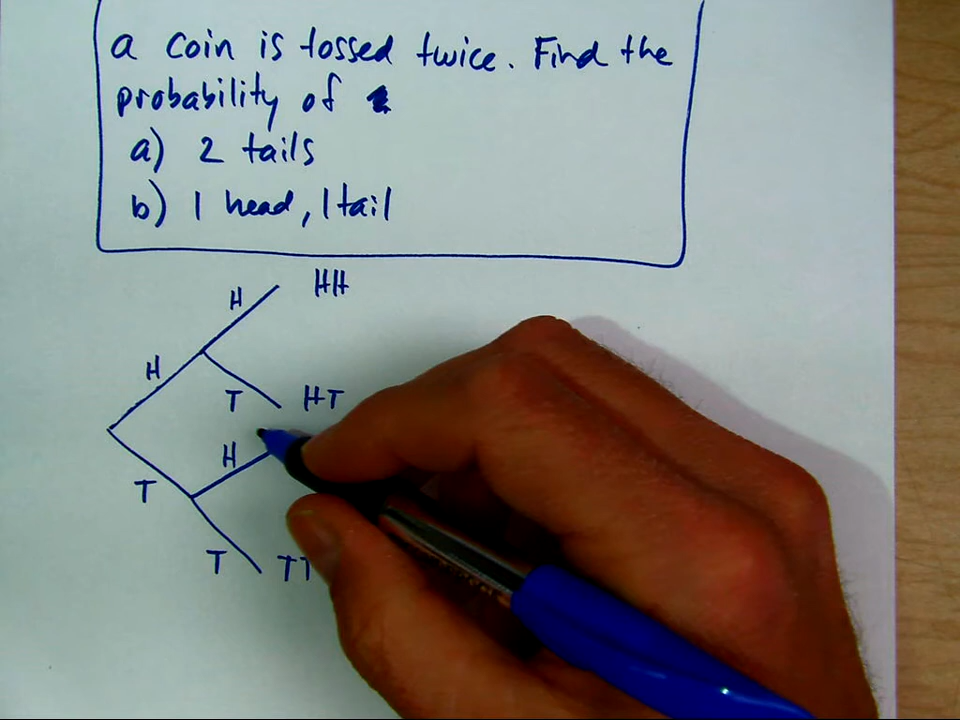 a coin is tossed twice. Find the
probability of
a) 2 tails
b) 1 head, 1 tail
H HH
H
T HT
H
T
T TT